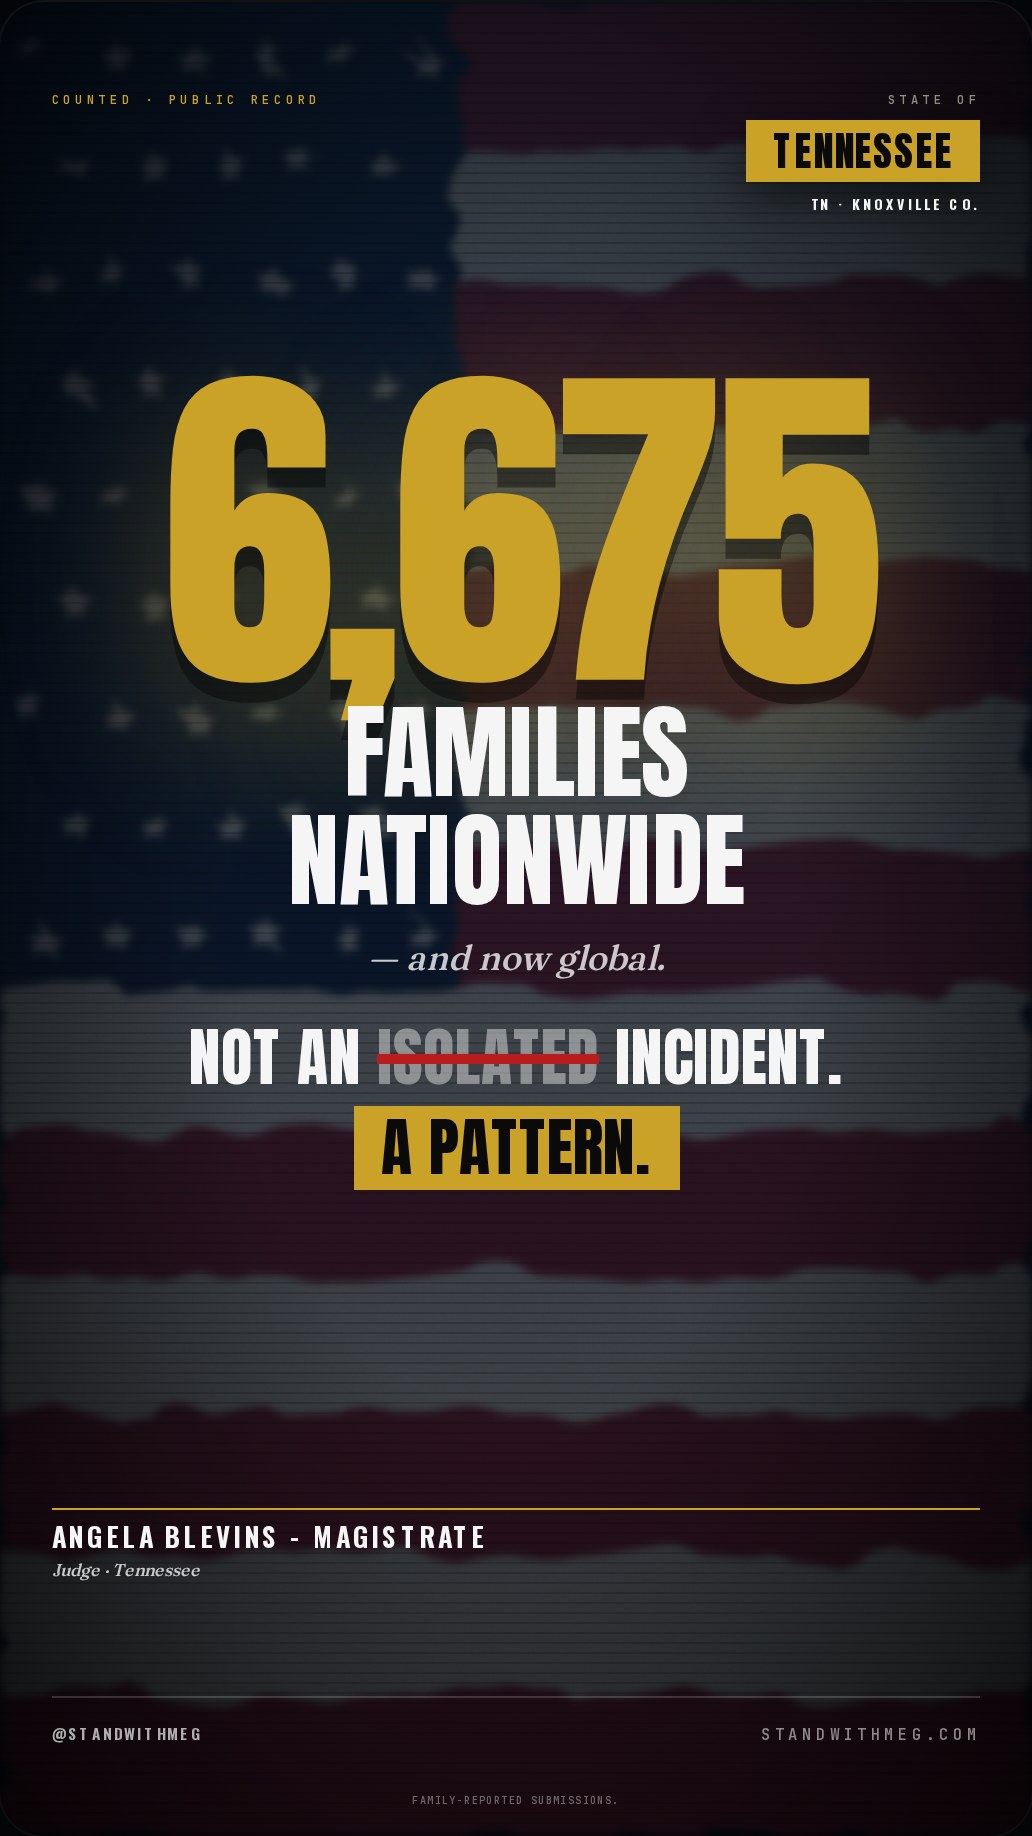 COUNTED · PUBLIC RECORD
STATE OF
TENNESSEE
TN · KNOXVILLE CO.
6,675
FAMILIES
NATIONWIDE
— and now global.
NOT AN ISOLATED INCIDENT.
A PATTERN.
ANGELA BLEVINS - MAGISTRATE
Judge · Tennessee
@STANDWITHMEG
STANDWITHMEG.COM
FAMILY-REPORTED SUBMISSIONS.